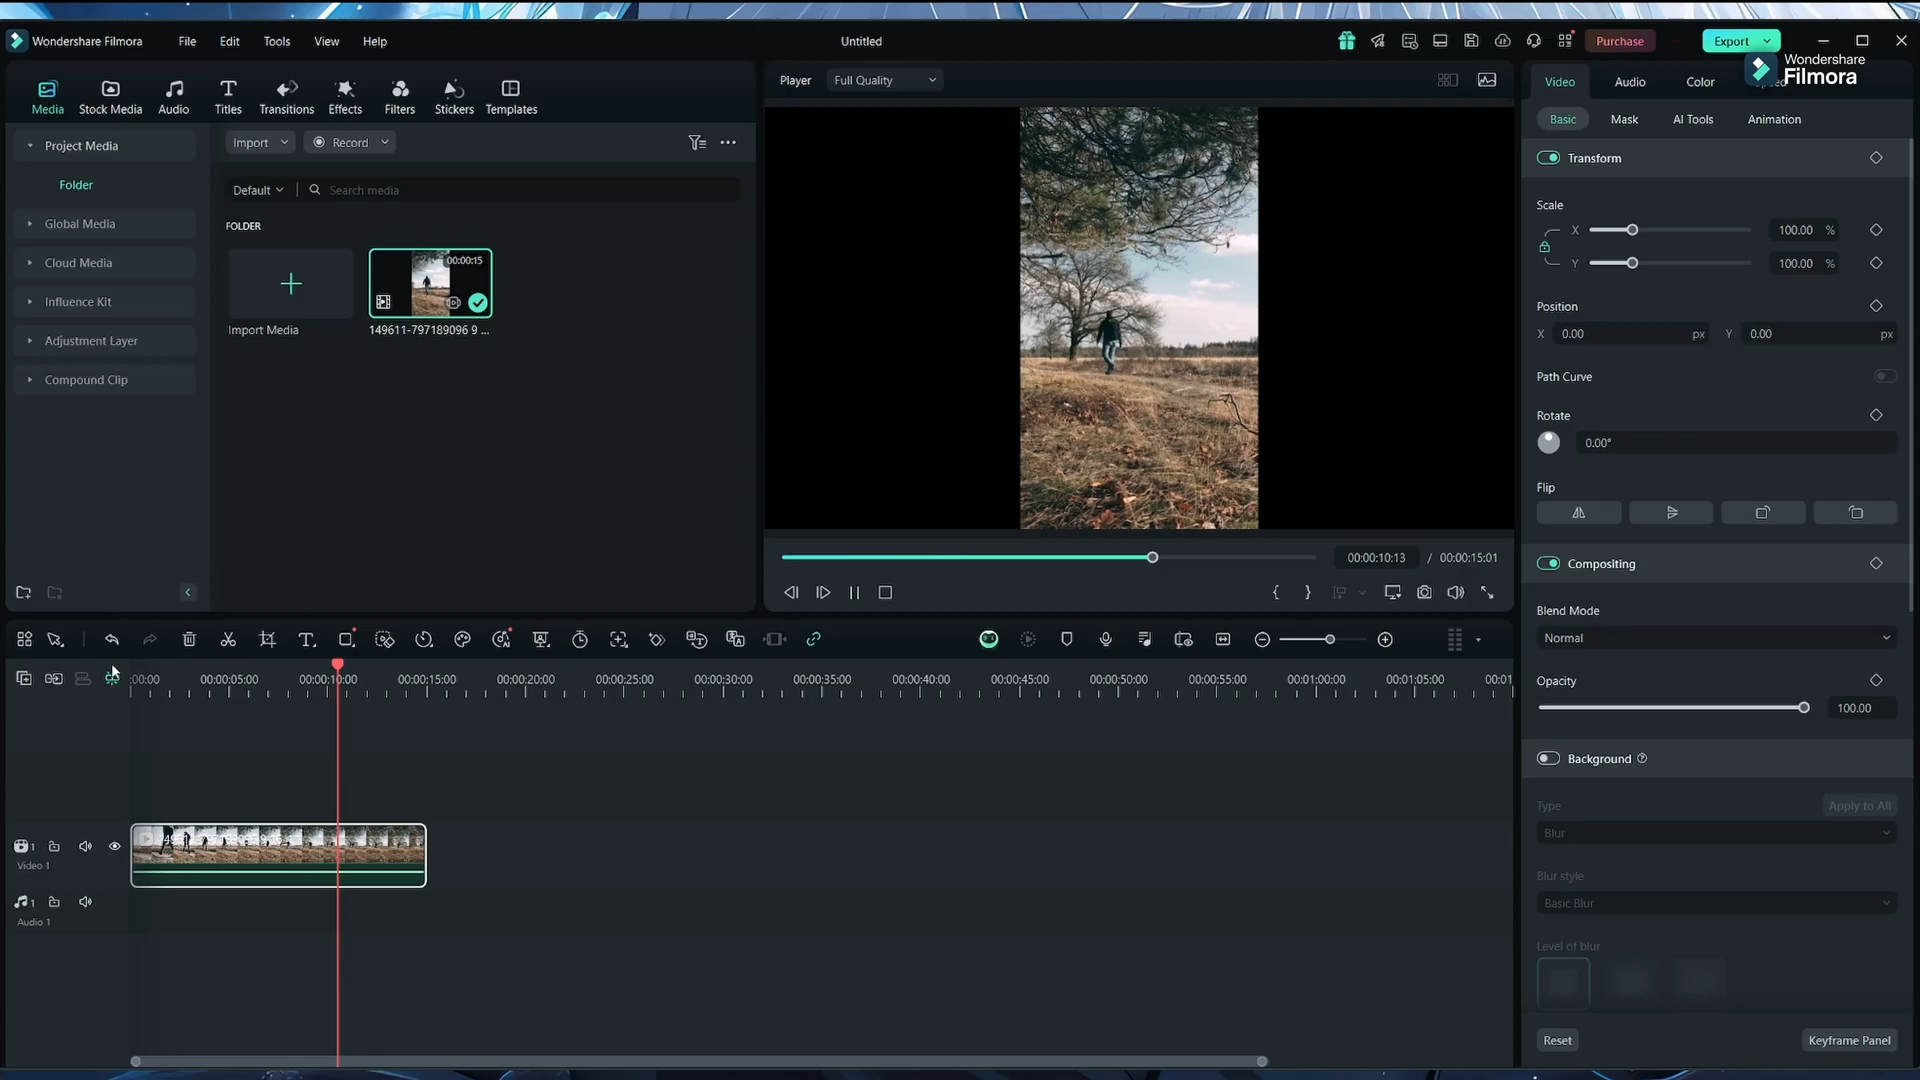 Wondershare Filmora
File
Edit
Tools
View
Help
Untitled
Purchase
Export
Wondershare
Filmora
Media
Stock Media
Audio
Titles
Transitions
Effects
Filters
Stickers
Templates
Project Media
Folder
Global Media
Cloud Media
Influence Kit
Adjustment Layer
Compound Clip
Import
Record
Default
Search media
FOLDER
00:00:15
Import Media
149611-797189096 9 ...
Player
Full Quality
00:00:10:13 / 00:00:15:01
Video
Audio
Color
Basic
Mask
AI Tools
Animation
Transform
Scale
X 100.00 %
Y 100.00 %
Position
X 0.00 px Y 0.00 px
Path Curve
Rotate
0.00°
Flip
Compositing
Blend Mode
Normal
Opacity
100.00
Background
Type
Apply to All
Blur
Blur style
Basic Blur
Level of blur
Reset
Keyframe Panel
:00:00 00:00:05:00 00:00:10:00 00:00:15:00 00:00:20:00 00:00:25:00 00:00:30:00 00:00:35:00 00:00:40:00 00:00:45:00 00:00:50:00 00:00:55:00 00:01:00:00 00:01:05:00 00:01
1
Video 1
1
Audio 1